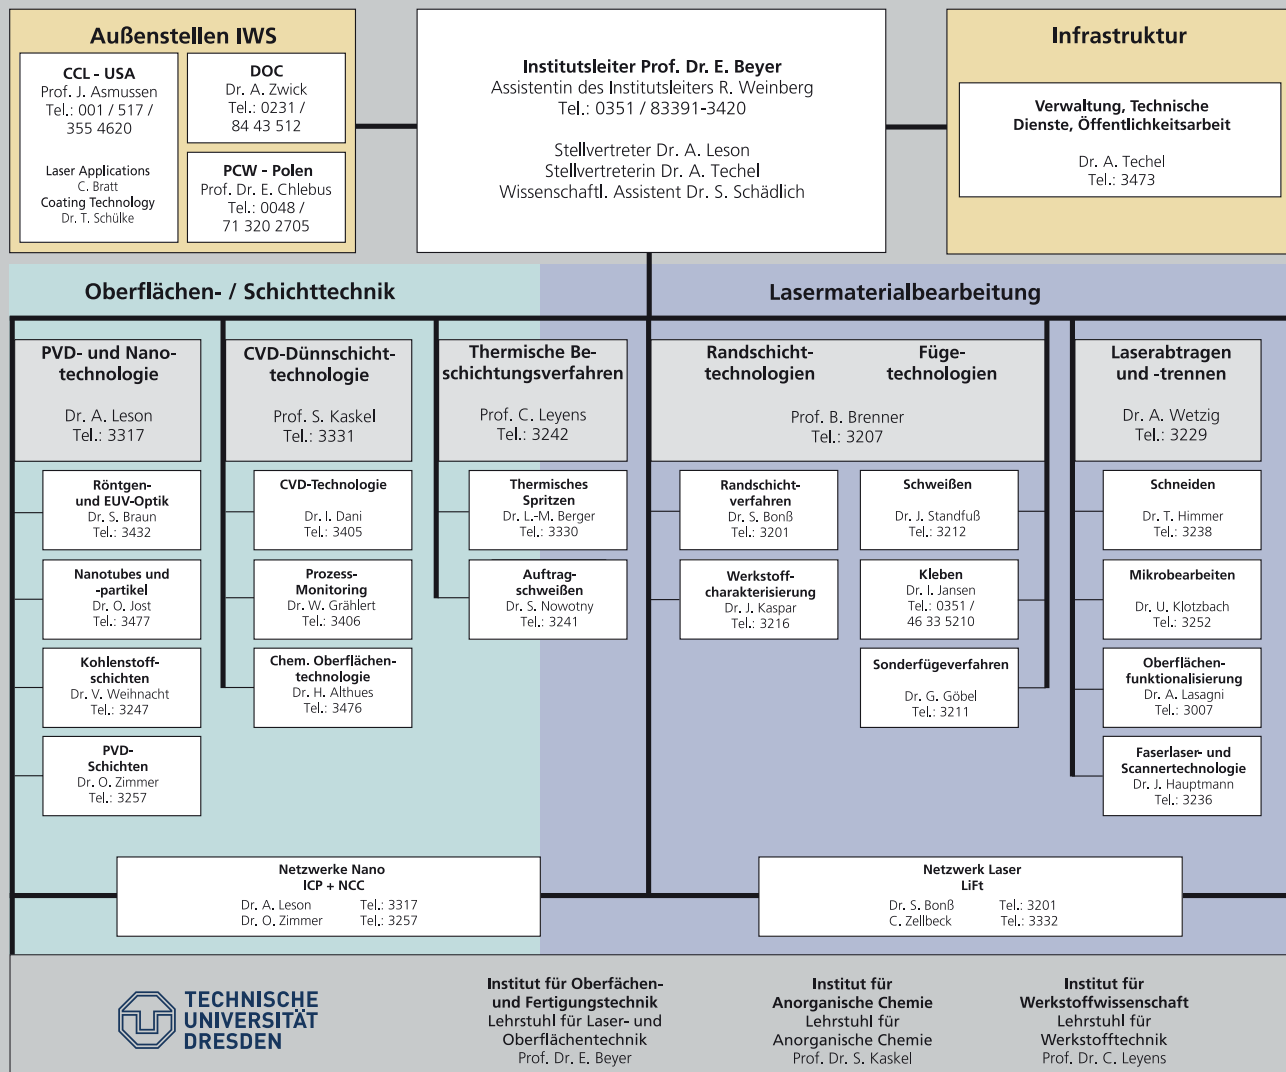 Außenstellen IWS
CCL - USA
Prof. J. Asmussen
Tel.: 001 / 517 /
355 4620
Laser Applications
C. Bratt
Coating Technology
Dr. T. Schülke
DOC
Dr. A. Zwick
Tel.: 0231 /
84 43 512
PCW - Polen
Prof. Dr. E. Chlebus
Tel.: 0048 /
71 320 2705
Institutsleiter Prof. Dr. E. Beyer
Assistentin des Institutsleiters R. Weinberg
Tel.: 0351 / 83391-3420
Stellvertreter Dr. A. Leson
Stellvertreterin Dr. A. Techel
Wissenschaftl. Assistent Dr. S. Schädlich
Infrastruktur
Verwaltung, Technische
Dienste, Öffentlichkeitsarbeit
Dr. A. Techel
Tel.: 3473
Oberflächen- / Schichttechnik
Lasermaterialbearbeitung
PVD- und Nano-
technologie
Dr. A. Leson
Tel.: 3317
CVD-Dünnschicht-
technologie
Prof. S. Kaskel
Tel.: 3331
Thermische Be-
schichtungsverfahren
Prof. C. Leyens
Tel.: 3242
Randschicht-
technologien
Füge-
technologien
Prof. B. Brenner
Tel.: 3207
Laserabtragen
und -trennen
Dr. A. Wetzig
Tel.: 3229
Röntgen-
und EUV-Optik
Dr. S. Braun
Tel.: 3432
Nanotubes und
-partikel
Dr. O. Jost
Tel.: 3477
Kohlenstoff-
schichten
Dr. V. Weihnacht
Tel.: 3247
PVD-
Schichten
Dr. O. Zimmer
Tel.: 3257
CVD-Technologie
Dr. I. Dani
Tel.: 3405
Prozess-
Monitoring
Dr. W. Grählert
Tel.: 3406
Chem. Oberflächen-
technologie
Dr. H. Althues
Tel.: 3476
Thermisches
Spritzen
Dr. L.-M. Berger
Tel.: 3330
Auftrag-
schweißen
Dr. S. Nowotny
Tel.: 3241
Randschicht-
verfahren
Dr. S. Bonß
Tel.: 3201
Werkstoff-
charakterisierung
Dr. J. Kaspar
Tel.: 3216
Schweißen
Dr. J. Standfuß
Tel.: 3212
Kleben
Dr. I. Jansen
Tel.: 0351 /
46 33 5210
Sonderfügeverfahren
Dr. G. Göbel
Tel.: 3211
Schneiden
Dr. T. Himmer
Tel.: 3238
Mikrobearbeiten
Dr. U. Klotzbach
Tel.: 3252
Oberflächen-
funktionalisierung
Dr. A. Lasagni
Tel.: 3007
Faserlaser- und
Scannertechnologie
Dr. J. Hauptmann
Tel.: 3236
Netzwerke Nano
ICP + NCC
Dr. A. Leson Tel.: 3317
Dr. O. Zimmer Tel.: 3257
Netzwerk Laser
LiFt
Dr. S. Bonß Tel.: 3201
C. Zellbeck Tel.: 3332
TECHNISCHE
UNIVERSITÄT
DRESDEN
Institut für Oberfächen-
und Fertigungstechnik
Lehrstuhl für Laser- und
Oberflächentechnik
Prof. Dr. E. Beyer
Institut für
Anorganische Chemie
Lehrstuhl für
Anorganische Chemie
Prof. Dr. S. Kaskel
Institut für
Werkstoffwissenschaft
Lehrstuhl für
Werkstofftechnik
Prof. Dr. C. Leyens